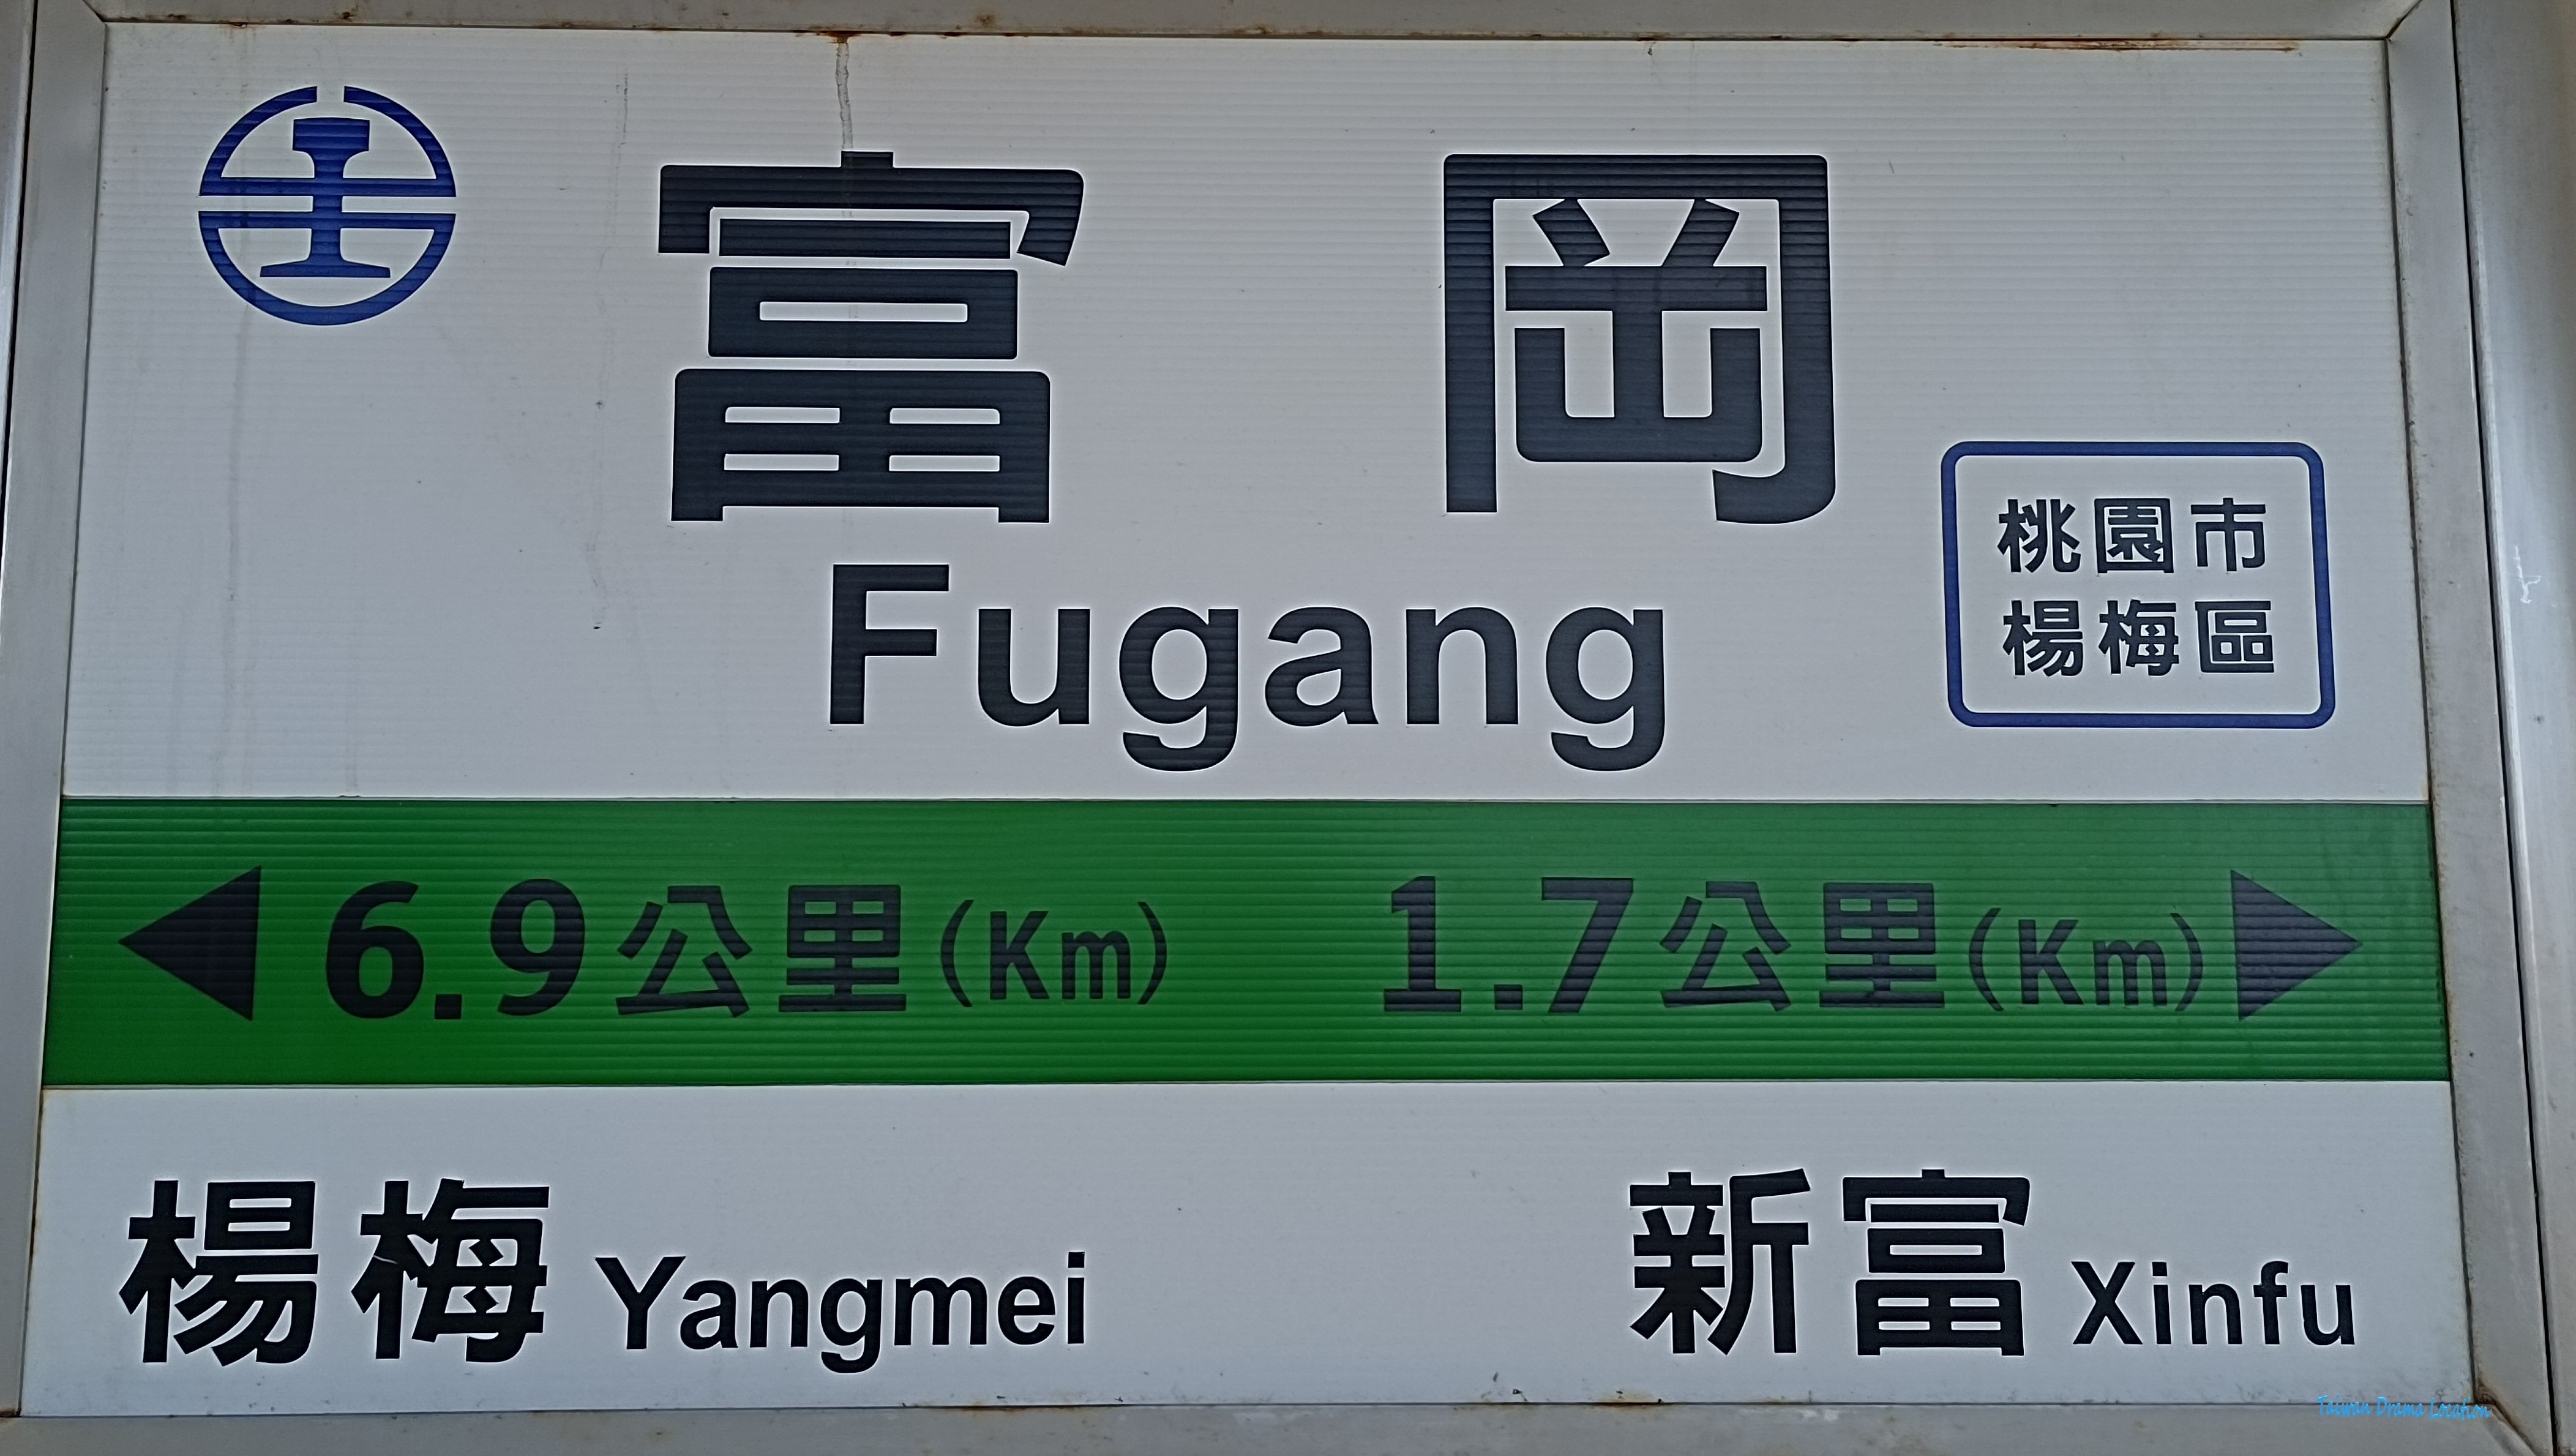 富岡
Fugang
桃園市
楊梅區
6.9公里(Km) 1.7公里(Km)
楊梅 Yangmei 新富 Xinfu
Taiwan Drama Location